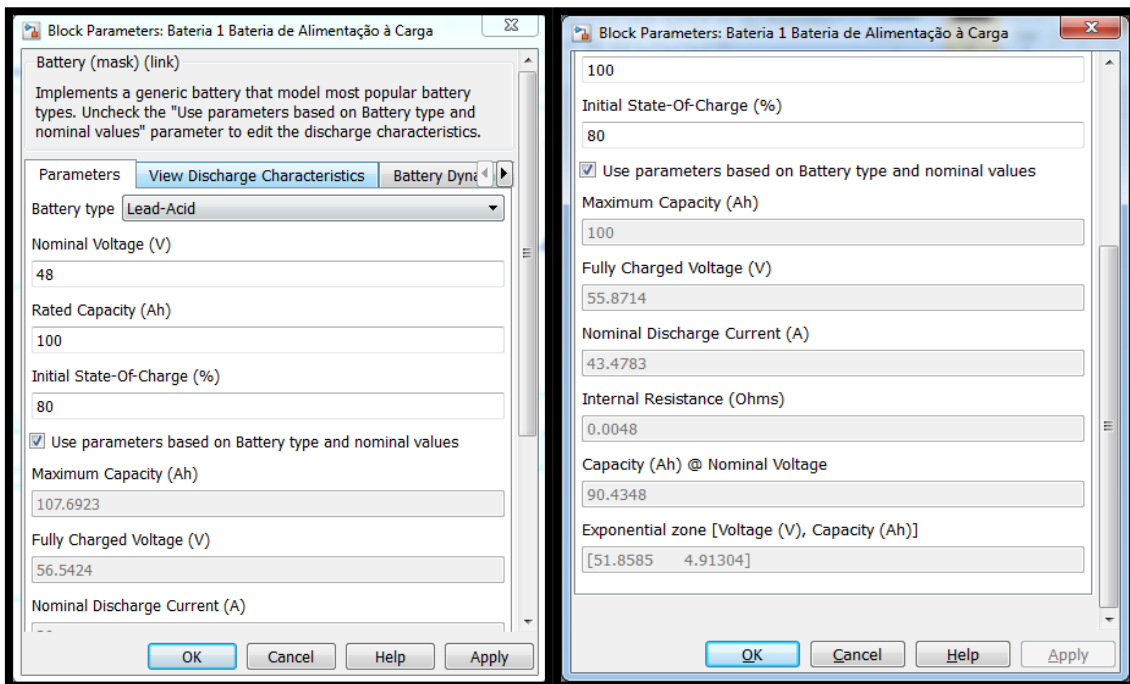 Block Parameters: Bateria 1 Bateria de Alimentação à Carga
Battery (mask) (link)
Implements a generic battery that model most popular battery
types. Uncheck the "Use parameters based on Battery type and
nominal values" parameter to edit the discharge characteristics.
Parameters View Discharge Characteristics Battery Dyna
Battery type Lead-Acid
Nominal Voltage (V)
48
Rated Capacity (Ah)
100
Initial State-Of-Charge (%)
80
Use parameters based on Battery type and nominal values
Maximum Capacity (Ah)
107.6923
Fully Charged Voltage (V)
56.5424
Nominal Discharge Current (A)
OK Cancel Help Apply
Block Parameters: Bateria 1 Bateria de Alimentação à Carga
100
Initial State-Of-Charge (%)
80
Use parameters based on Battery type and nominal values
Maximum Capacity (Ah)
100
Fully Charged Voltage (V)
55.8714
Nominal Discharge Current (A)
43.4783
Internal Resistance (Ohms)
0.0048
Capacity (Ah) @ Nominal Voltage
90.4348
Exponential zone [Voltage (V), Capacity (Ah)]
[51.8585 4.91304]
OK Cancel Help Apply